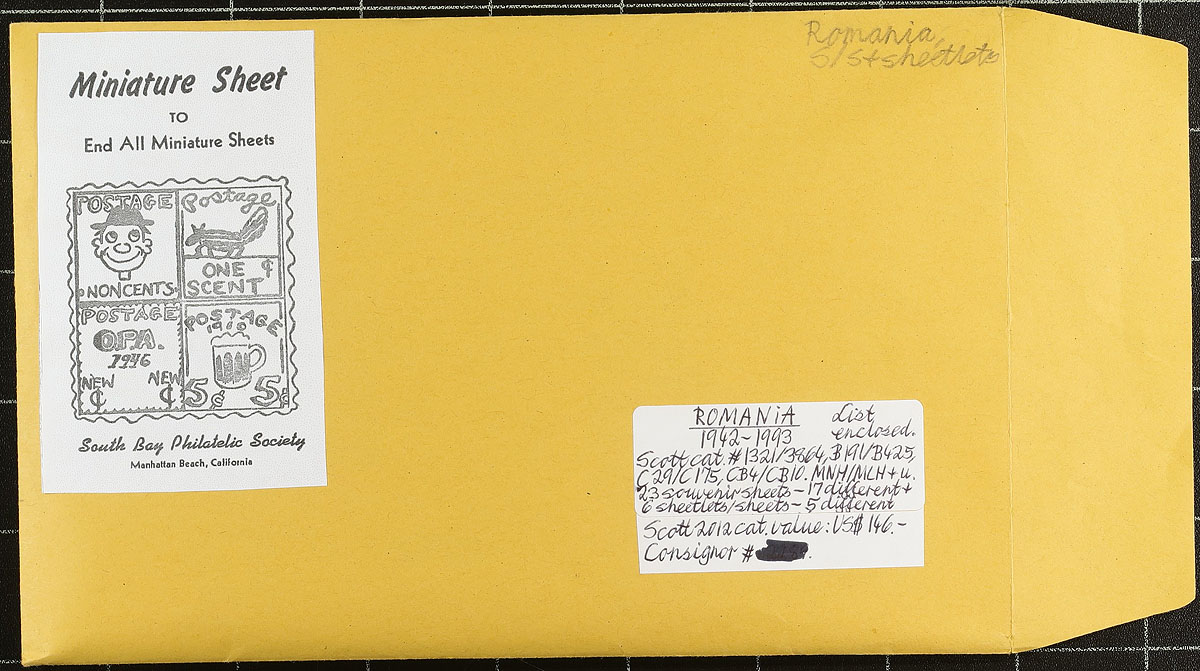 Romania,
S/S + sheetlets
Miniature Sheet
TO
End All Miniature Sheets
POSTAGE
NONCENTS
Postage
ONE ¢
SCENT
POSTAGE
O.P.A.
1946
NEW NEW
¢ ¢
POSTAGE
1910
5¢ 5¢
South Bay Philatelic Society
Manhattan Beach, California
ROMANiA List
1942-1993 enclosed.
Scott cat. # 1321/3864, B191/B425,
C29/C175, CB4/CB10. MNH/MLH + u.
23 souvenir sheets - 17 different +
6 sheetlets/sheets - 5 different
Scott 2012 cat. value: US$ 146.-
Consignor #